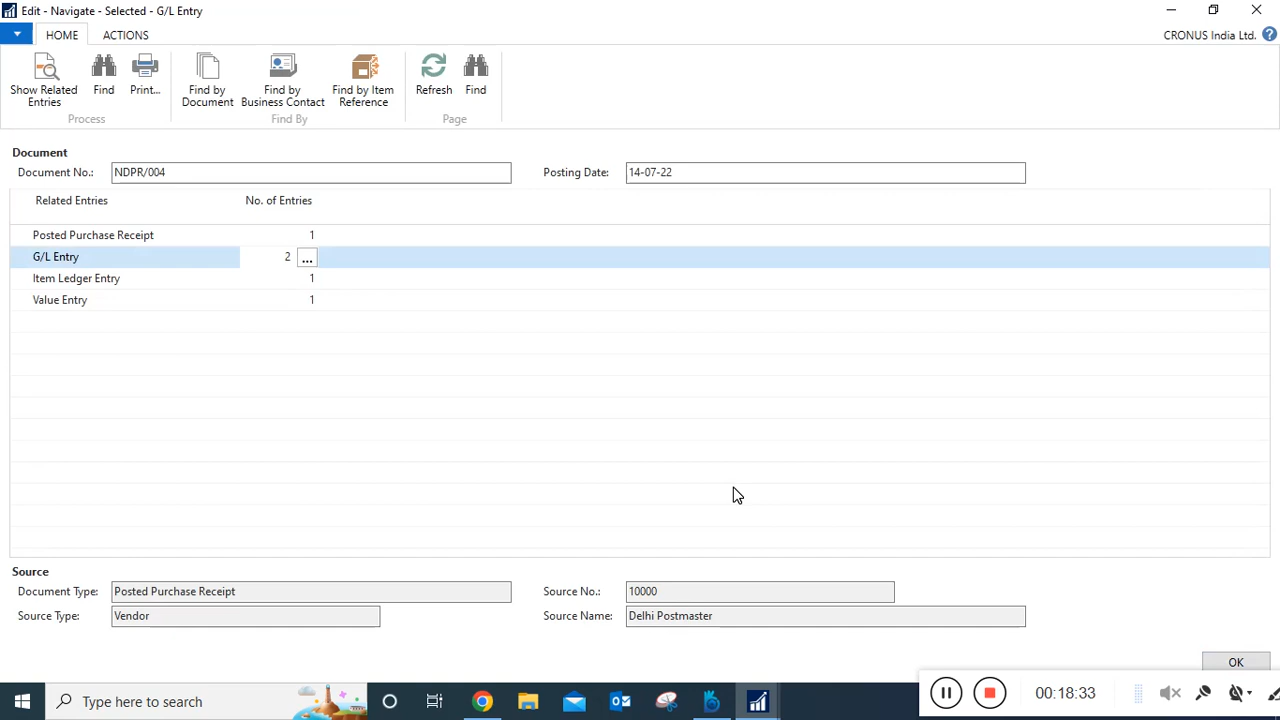 Edit - Navigate - Selected - G/L Entry
HOME ACTIONS CRONUS India Ltd. ?
Show Related Entries Find Print... Find by Document Find by Business Contact Find by Item Reference Refresh Find
Process Find By Page
Document
Document No.: NDPR/004 Posting Date: 14-07-22
Related Entries No. of Entries
Posted Purchase Receipt 1
G/L Entry 2 ...
Item Ledger Entry 1
Value Entry 1
Source
Document Type: Posted Purchase Receipt Source No.: 10000
Source Type: Vendor Source Name: Delhi Postmaster
OK
Type here to search 00:18:33